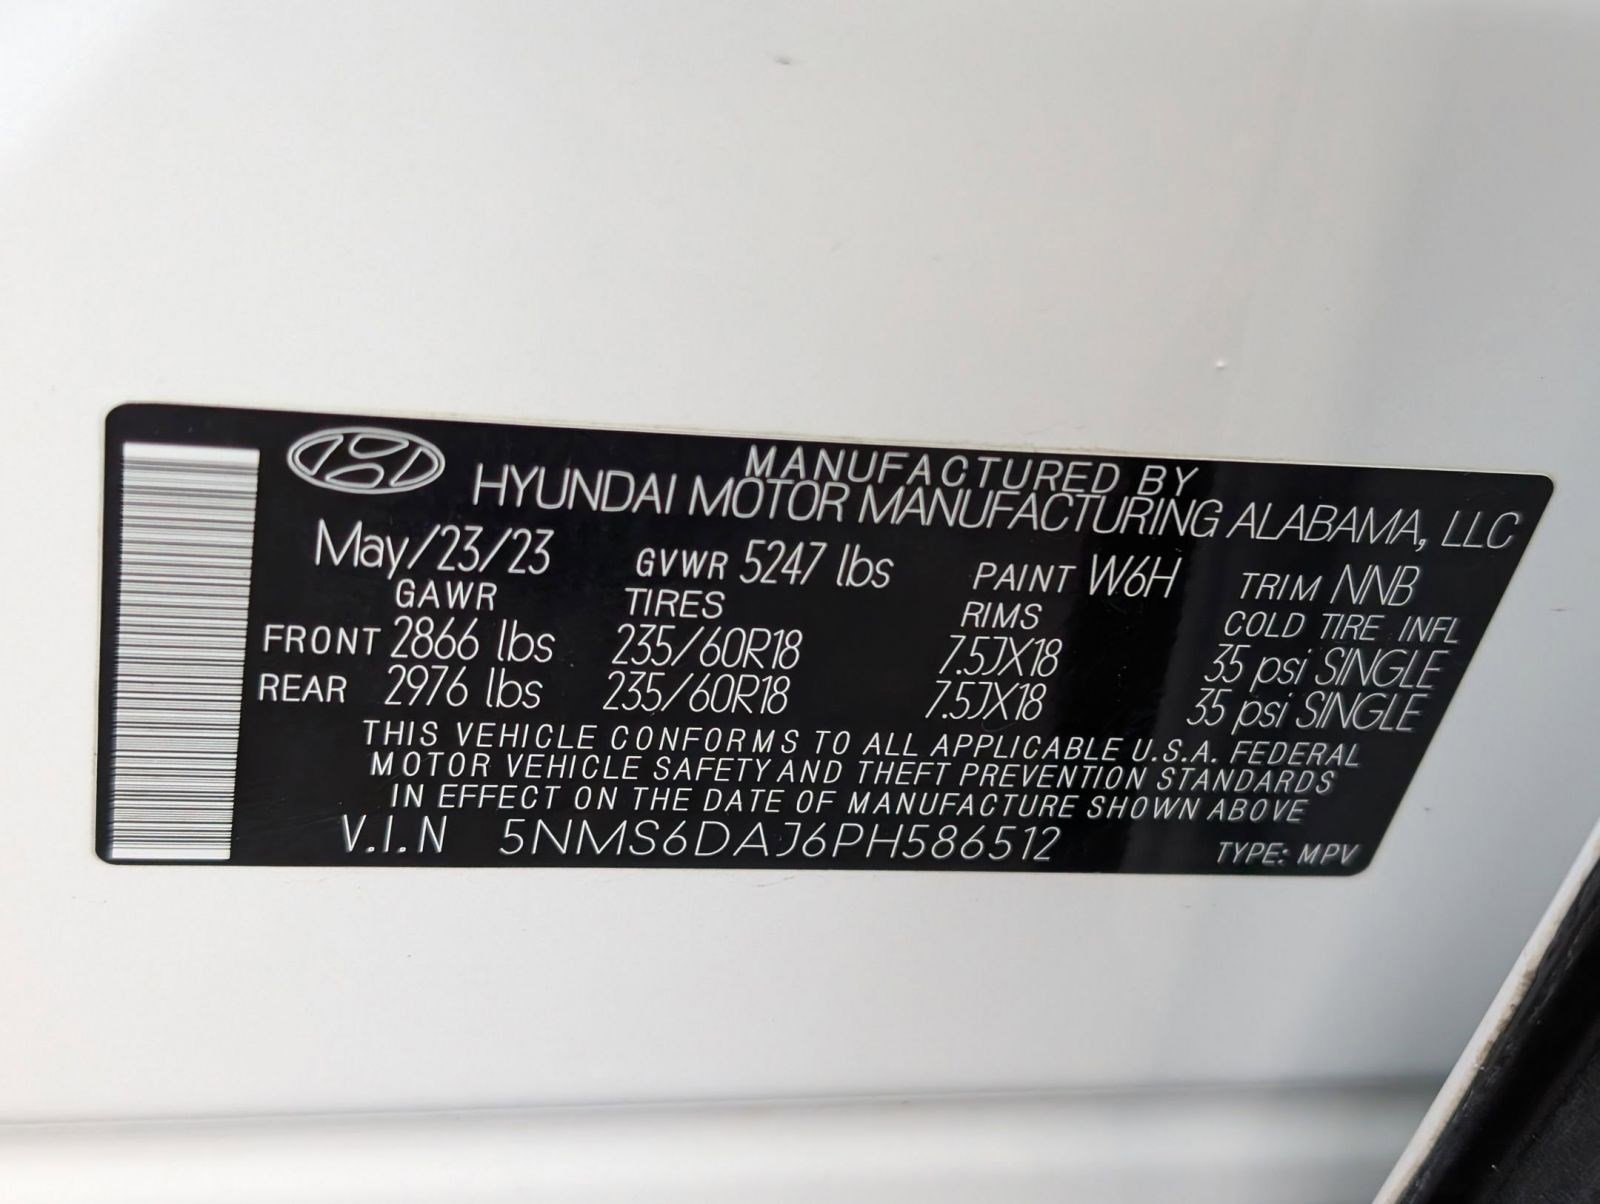 MANUFACTURED BY
HYUNDAI MOTOR MANUFACTURING ALABAMA, LLC
May/23/23 GVWR 5247 lbs PAINT W6H TRIM NNB
GAWR TIRES RIMS COLD TIRE INFL
FRONT 2866 lbs 235/60R18 7.5JX18 35 psi SINGLE
REAR 2976 lbs 235/60R18 7.5JX18 35 psi SINGLE
THIS VEHICLE CONFORMS TO ALL APPLICABLE U.S.A. FEDERAL
MOTOR VEHICLE SAFETY AND THEFT PREVENTION STANDARDS
IN EFFECT ON THE DATE OF MANUFACTURE SHOWN ABOVE
V.I.N 5NMS6DAJ6PH586512 TYPE: MPV